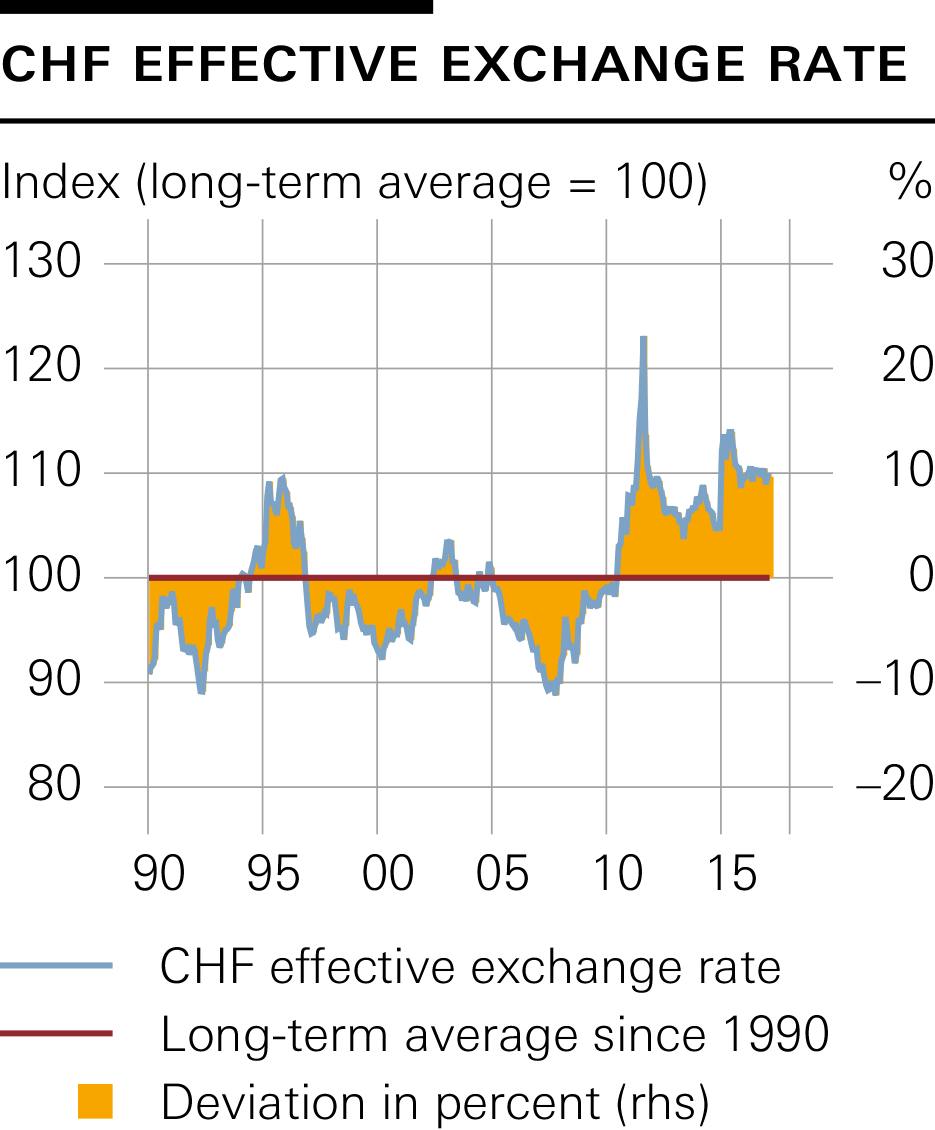 CHF EFFECTIVE EXCHANGE RATE
Index (long-term average = 100) %
130 30
120 20
110 10
100 0
90 –10
80 –20
90 95 00 05 10 15
CHF effective exchange rate
Long-term average since 1990
Deviation in percent (rhs)